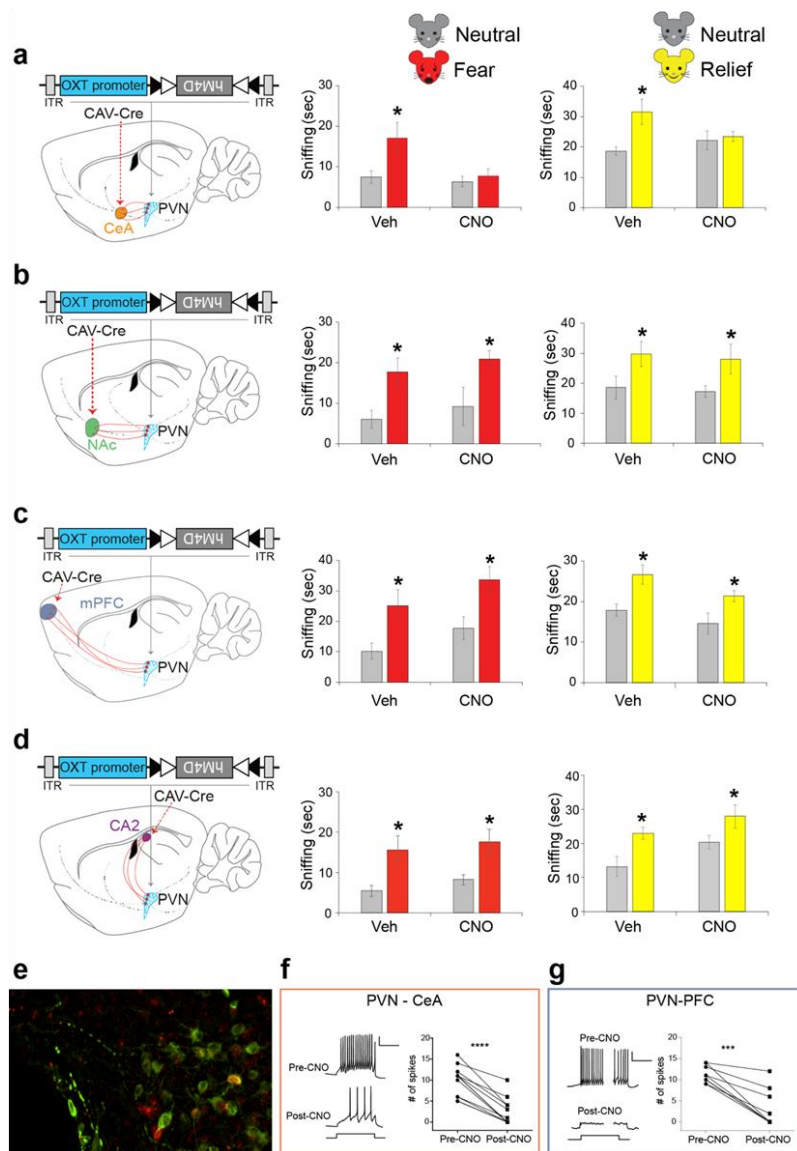 a
Neutral
Fear
Neutral
Relief
OXT promoter
hM4D
ITR
ITR
CAV-Cre
PVN
CeA
Sniffing (sec)
30
20
10
0
*
Veh
CNO
Sniffing (sec)
40
30
20
10
0
*
Veh
CNO
b
OXT promoter
hM4D
ITR
ITR
CAV-Cre
PVN
NAc
Sniffing (sec)
30
20
10
0
*
*
Veh
CNO
Sniffing (sec)
40
30
20
10
0
*
*
Veh
CNO
c
OXT promoter
hM4D
ITR
ITR
CAV-Cre
mPFC
PVN
Sniffing (sec)
40
30
20
10
0
*
*
Veh
CNO
Sniffing (sec)
30
20
10
0
*
*
Veh
CNO
d
OXT promoter
hM4D
ITR
ITR
CAV-Cre
CA2
PVN
Sniffing (sec)
30
20
10
0
*
*
Veh
CNO
Sniffing (sec)
40
30
20
10
0
*
*
Veh
CNO
e
f
PVN - CeA
Pre-CNO
Post-CNO
# of spikes
20
15
10
5
0
****
Pre-CNO
Post-CNO
g
PVN-PFC
Pre-CNO
Post-CNO
# of spikes
20
15
10
5
0
***
Pre-CNO
Post-CNO